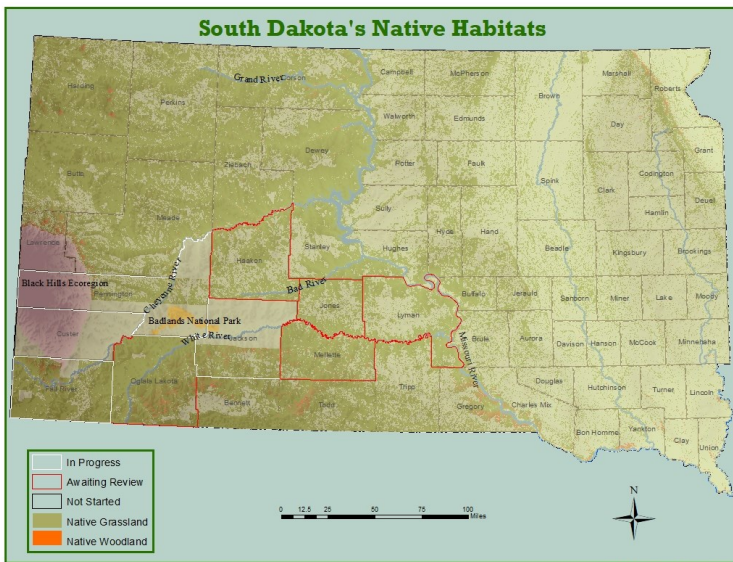 South Dakota's Native Habitats
Harding
Perkins
Grand River
Corson
Campbell
McPherson
Brown
Marshall
Roberts
Walworth
Edmunds
Day
Dewey
Ziebach
Grant
Butte
Potter
Faulk
Spink
Clark
Codington
Deuel
Hamlin
Meade
Sully
Lawrence
Stanley
Hughes
Hyde
Hand
Beadle
Kingsbury
Brookings
Haakon
Black Hills Ecoregion
Pennington
Cheyenne River
Bad River
Badlands National Park
White River
Jones
Lyman
Buffalo
Jerauld
Sanborn
Miner
Lake
Moody
Missouri River
Custer
Jackson
Mellette
Brule
Aurora
Davison
Hanson
McCook
Minnehaha
Fall River
Oglala Lakota
Bennett
Todd
Tripp
Gregory
Douglas
Charles Mix
Hutchinson
Turner
Lincoln
Bon Homme
Yankton
Clay
Union
In Progress
Awaiting Review
Not Started
Native Grassland
Native Woodland
0 12.5 25 50 75 100
Miles
N